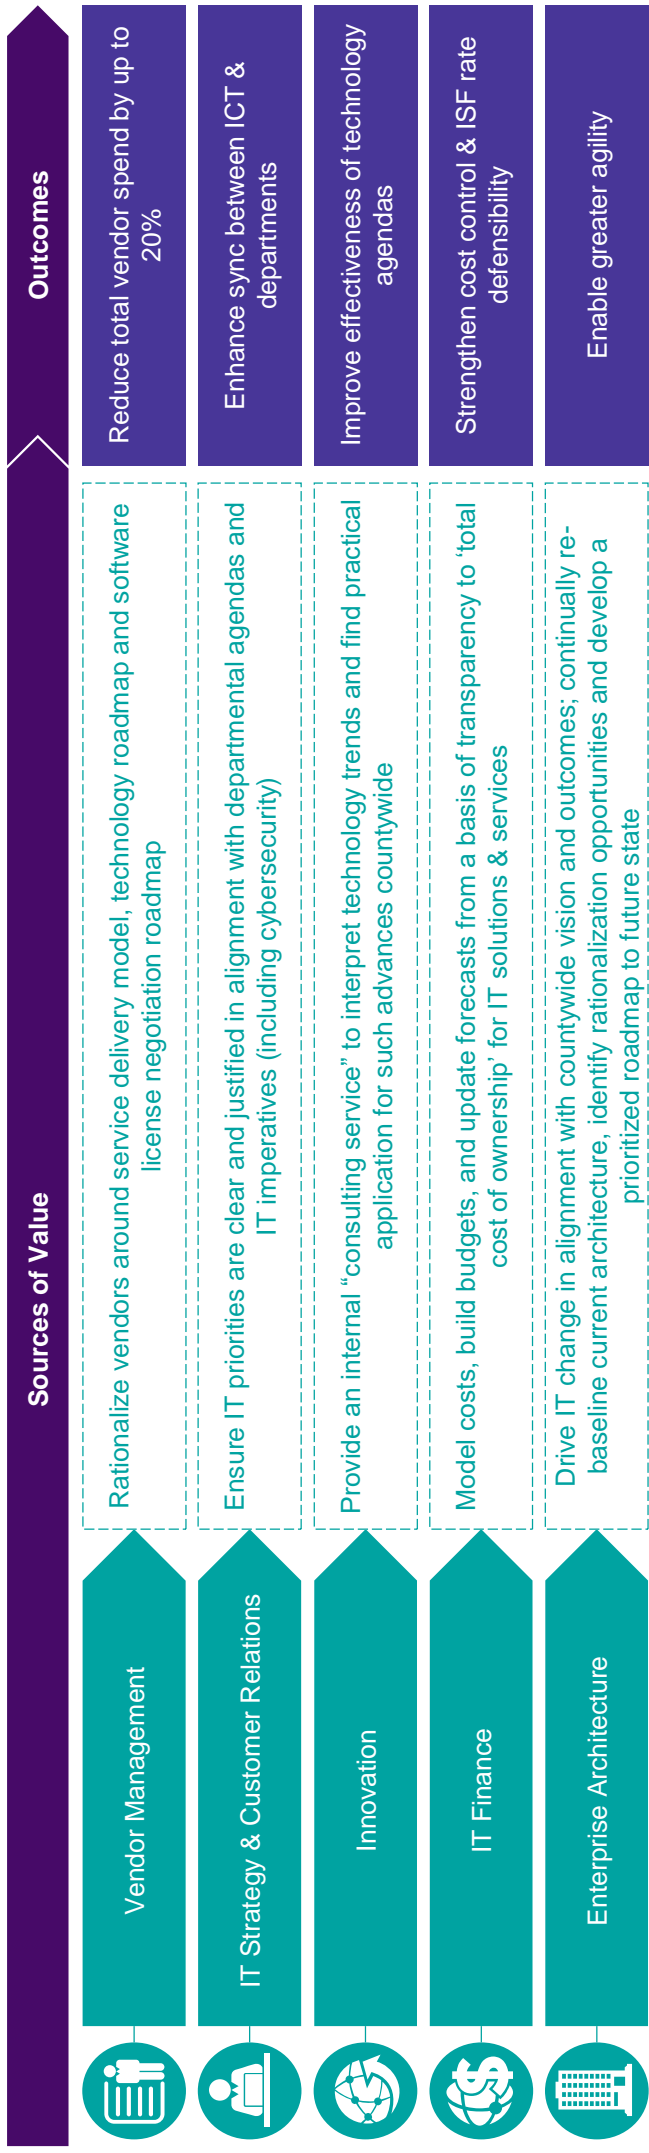 Sources of Value
Outcomes
Vendor Management
Rationalize vendors around service delivery model, technology roadmap and software
license negotiation roadmap
Reduce total vendor spend by up to
20%
IT Strategy & Customer Relations
Ensure IT priorities are clear and justified in alignment with departmental agendas and
IT imperatives (including cybersecurity)
Enhance sync between ICT &
departments
Innovation
Provide an internal “consulting service” to interpret technology trends and find practical
application for such advances countywide
Improve effectiveness of technology
agendas
IT Finance
Model costs, build budgets, and update forecasts from a basis of transparency to ‘total
cost of ownership’ for IT solutions & services
Strengthen cost control & ISF rate
defensibility
Enterprise Architecture
Drive IT change in alignment with countywide vision and outcomes; continually re-
baseline current architecture, identify rationalization opportunities and develop a
prioritized roadmap to future state
Enable greater agility